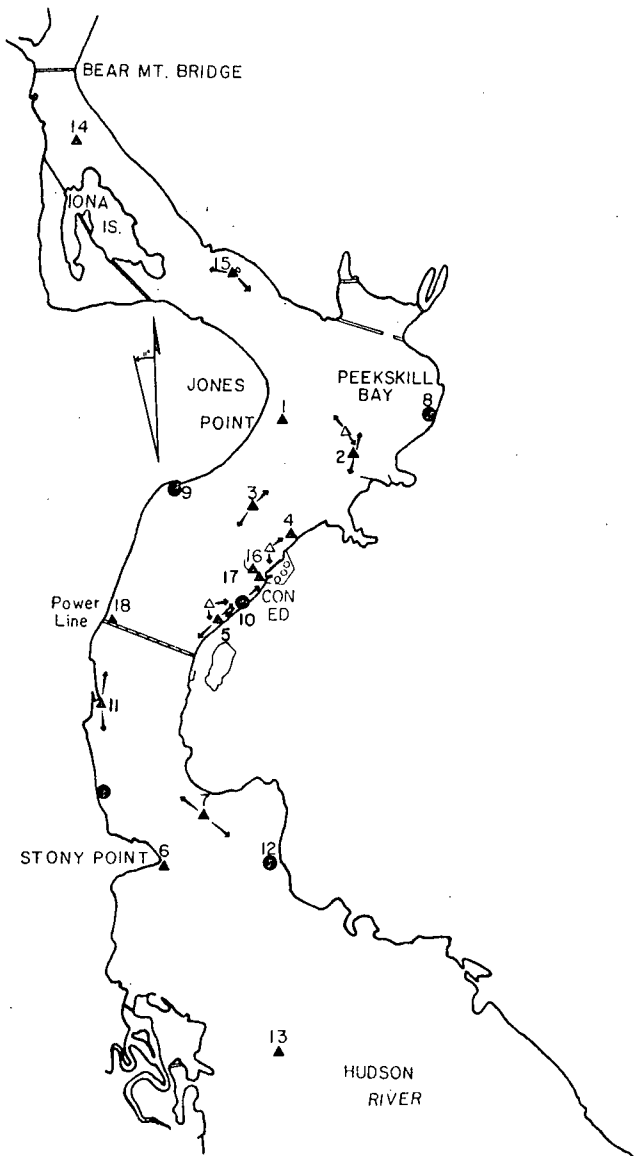 BEAR MT. BRIDGE
14
IONA
IS.
15
JONES
POINT
PEEKSKILL
BAY
8
1
2
9
3
4
16
17
CON
ED
10
5
Power
Line
18
11
7
STONY POINT
6
12
13
HUDSON
RIVER